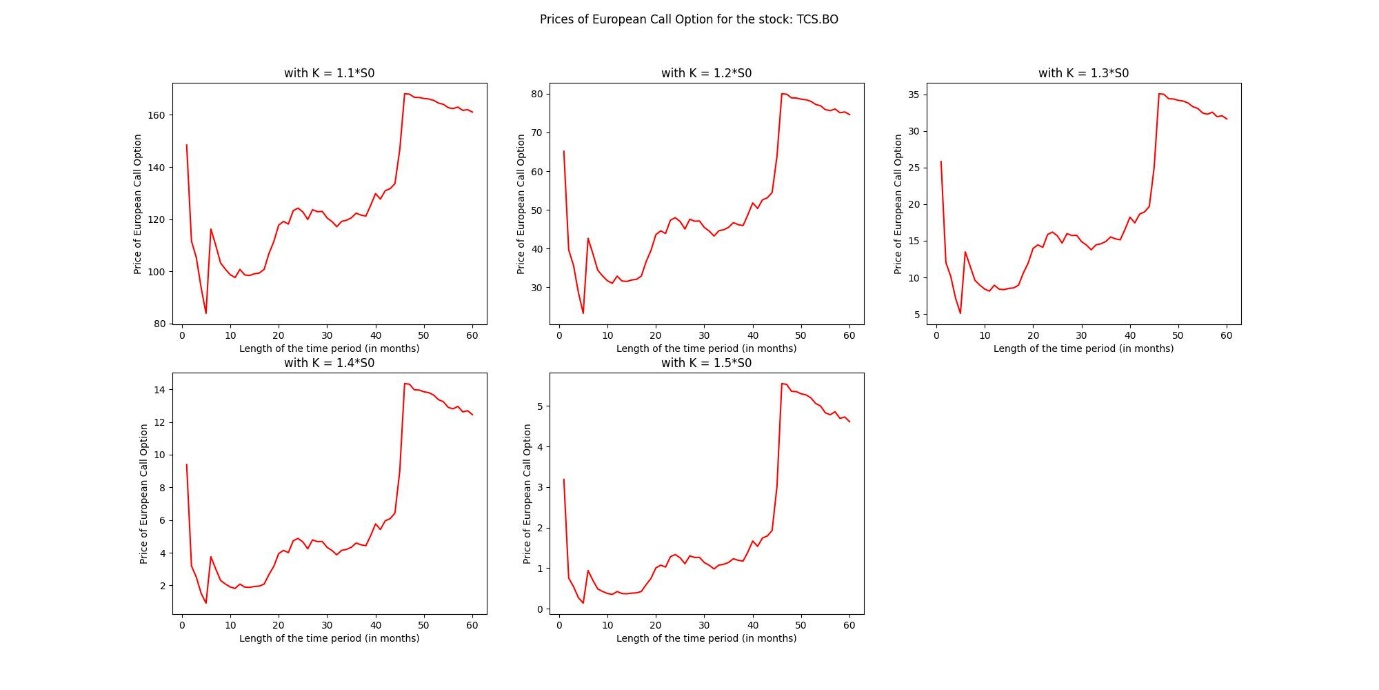 Prices of European Call Option for the stock: TCS.BO
with K = 1.1*S0
Price of European Call Option
160
140
120
100
80
0 10 20 30 40 50 60
Length of the time period (in months)
with K = 1.2*S0
Price of European Call Option
80
70
60
50
40
30
0 10 20 30 40 50 60
Length of the time period (in months)
with K = 1.3*S0
Price of European Call Option
35
30
25
20
15
10
5
0 10 20 30 40 50 60
Length of the time period (in months)
with K = 1.4*S0
Price of European Call Option
14
12
10
8
6
4
2
0 10 20 30 40 50 60
Length of the time period (in months)
with K = 1.5*S0
Price of European Call Option
5
4
3
2
1
0
0 10 20 30 40 50 60
Length of the time period (in months)